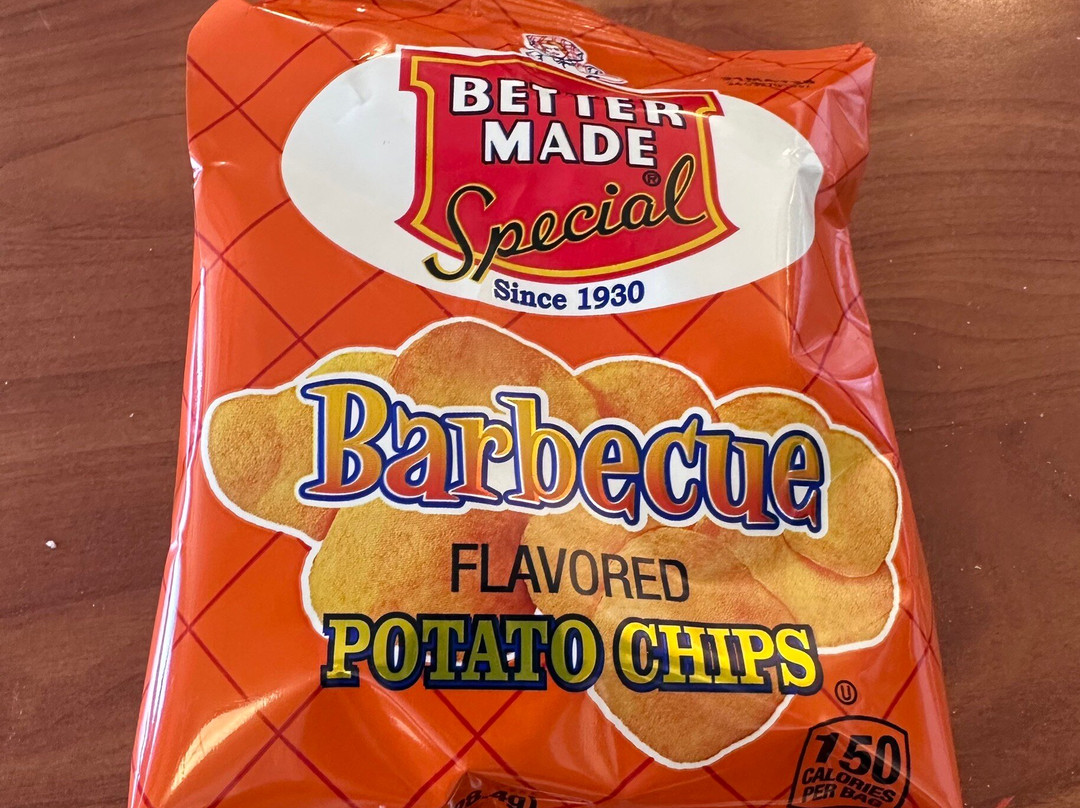 BETTER
MADE
®
Special
Since 1930
Barbecue
FLAVORED
POTATO CHIPS
U
150
CALORIES
PER BAG